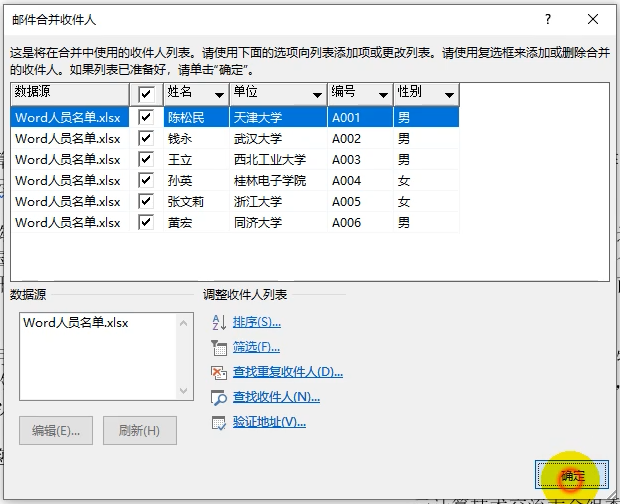 邮件合并收件人
这是将在合并中使用的收件人列表。请使用下面的选项向列表添加项或更改列表。请使用复选框来添加或删除合并
的收件人。如果列表已准备好，请单击“确定”。
数据源 姓名 单位 编号 性别
Word人员名单.xlsx 陈松民 天津大学 A001 男
Word人员名单.xlsx 钱永 武汉大学 A002 男
Word人员名单.xlsx 王立 西北工业大学 A003 男
Word人员名单.xlsx 孙英 桂林电子学院 A004 女
Word人员名单.xlsx 张文莉 浙江大学 A005 女
Word人员名单.xlsx 黄宏 同济大学 A006 男
数据源
Word人员名单.xlsx
编辑(E)... 刷新(H)
调整收件人列表
排序(S)...
筛选(F)...
查找重复收件人(D)...
查找收件人(N)...
验证地址(V)...
确定